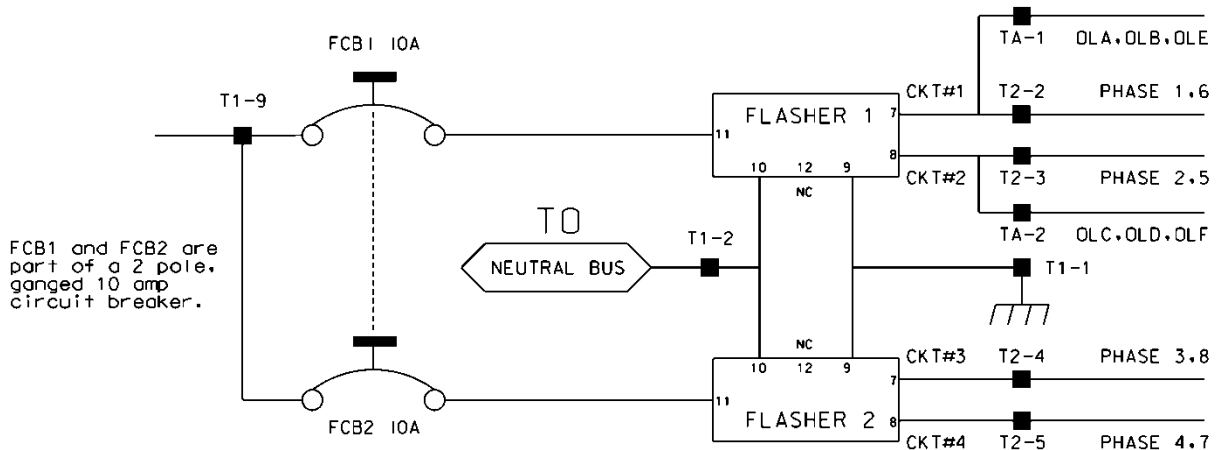 FCB1 10A
T1-9
FCB1 and FCB2 are
part of a 2 pole,
ganged 10 amp
circuit breaker.
FCB2 10A
TO
NEUTRAL BUS
T1-2
11
FLASHER 1
7
8
10 12 9
NC
CKT#1
CKT#2
TA-1 OLA,OLB,OLE
T2-2 PHASE 1,6
T2-3 PHASE 2,5
TA-2 OLC,OLD,OLF
T1-1
NC
10 12 9
11
FLASHER 2
7
8
CKT#3 T2-4 PHASE 3,8
CKT#4 T2-5 PHASE 4,7